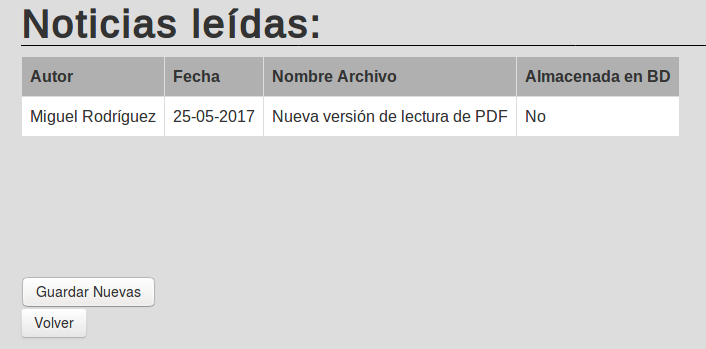 Noticias leídas:
Autor Fecha Nombre Archivo Almacenada en BD
Miguel Rodríguez 25-05-2017 Nueva versión de lectura de PDF No
Guardar Nuevas
Volver